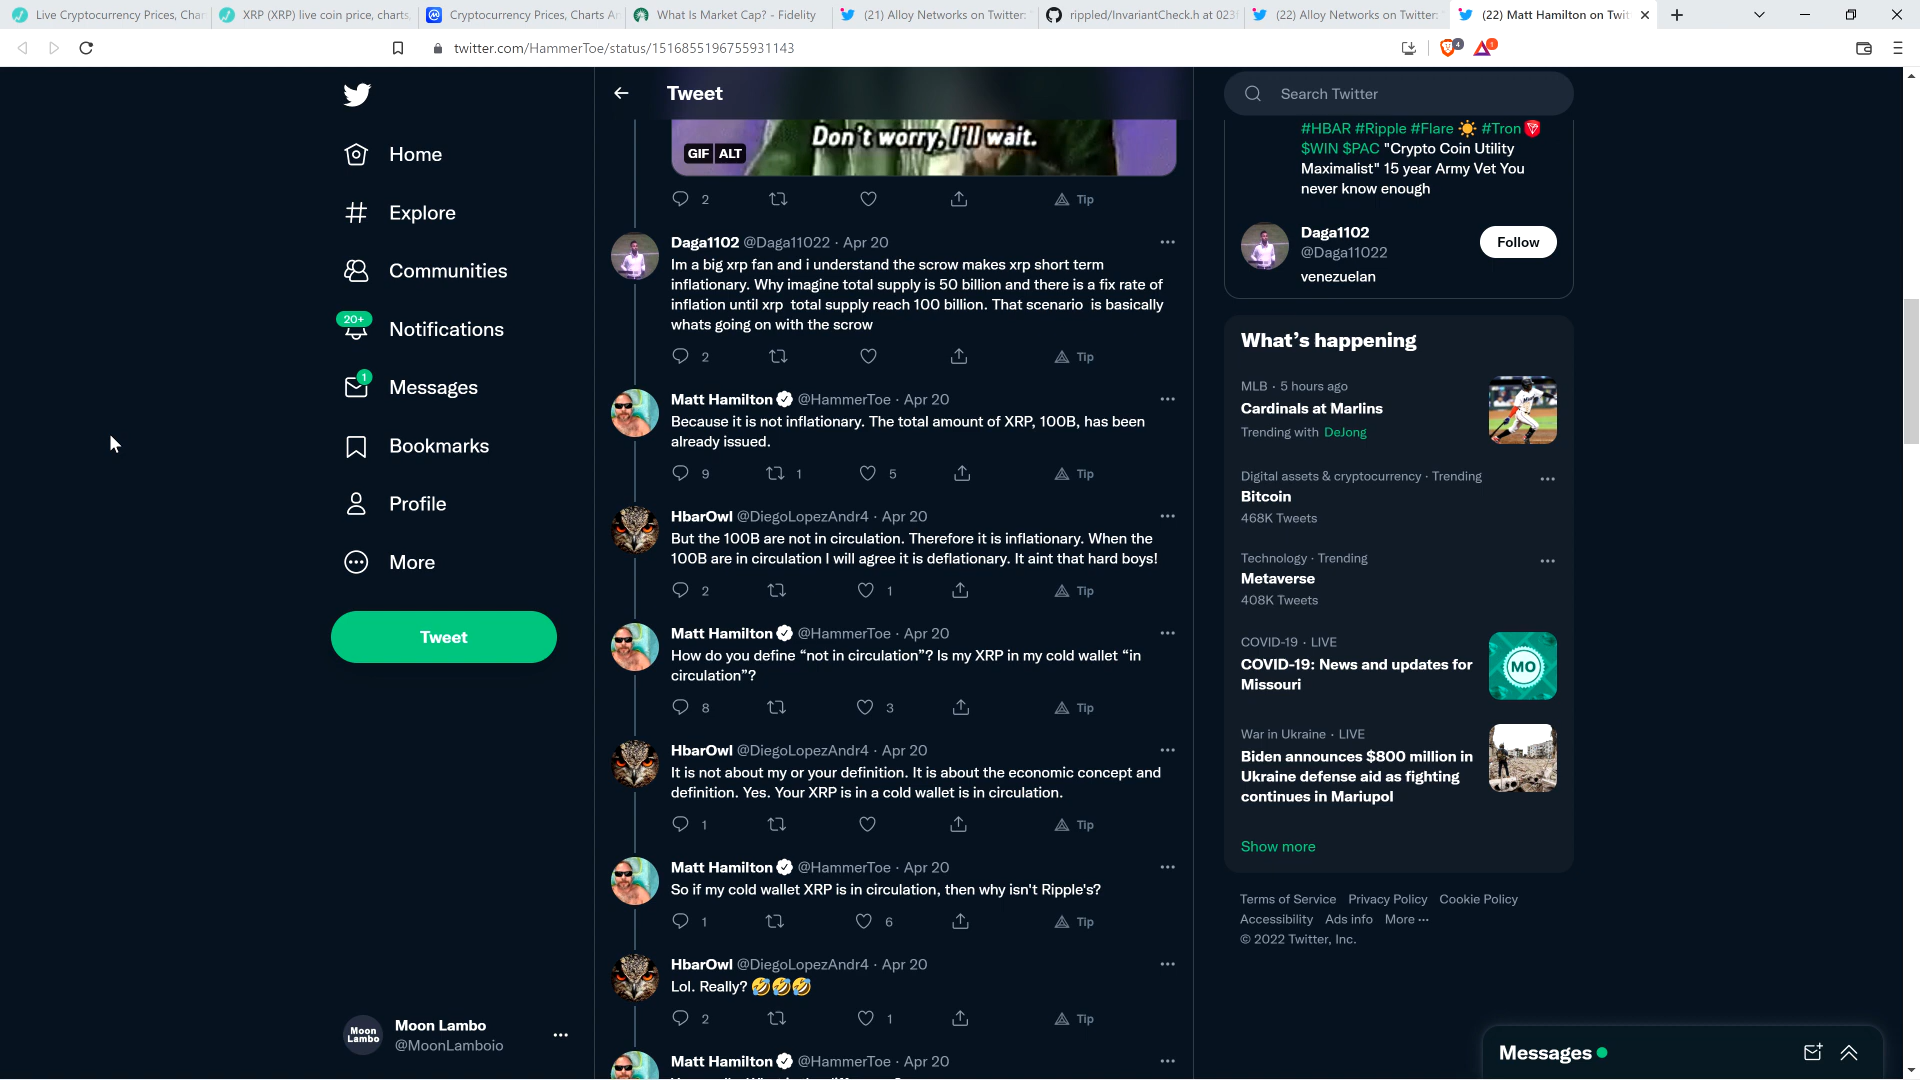 Live Cryptocurrency Prices, Char
XRP (XRP) live coin price, charts,
Cryptocurrency Prices, Charts A
What Is Market Cap? - Fidelity
(21) Alloy Networks on Twitter:
rippled/InvariantCheck.h at 023
(22) Alloy Networks on Twitter:
(22) Matt Hamilton on Twit
twitter.com/HammerToe/status/1516855196755931143
4
1
Home
Explore
Communities
20+
Notifications
1
Messages
Bookmarks
Profile
More
Tweet
Moon Lambo
Moon Lambo
@MoonLamboio
Tweet
Don't worry, I'll wait.
GIF ALT
2
Tip
Daga1102 @Daga11022 · Apr 20
Im a big xrp fan and i understand the scrow makes xrp short term
inflationary. Why imagine total supply is 50 billion and there is a fix rate of
inflation until xrp total supply reach 100 billion. That scenario is basically
whats going on with the scrow
2
Tip
Matt Hamilton @HammerToe · Apr 20
Because it is not inflationary. The total amount of XRP, 100B, has been
already issued.
9 1 5 Tip
HbarOwl @DiegoLopezAndr4 · Apr 20
But the 100B are not in circulation. Therefore it is inflationary. When the
100B are in circulation I will agree it is deflationary. It aint that hard boys!
2 1 Tip
Matt Hamilton @HammerToe · Apr 20
How do you define “not in circulation”? Is my XRP in my cold wallet “in
circulation”?
8 3 Tip
HbarOwl @DiegoLopezAndr4 · Apr 20
It is not about my or your definition. It is about the economic concept and
definition. Yes. Your XRP is in a cold wallet is in circulation.
1 Tip
Matt Hamilton @HammerToe · Apr 20
So if my cold wallet XRP is in circulation, then why isn't Ripple's?
1 6 Tip
HbarOwl @DiegoLopezAndr4 · Apr 20
Lol. Really? 🤣🤣🤣
2 1 Tip
Matt Hamilton @HammerToe · Apr 20
Search Twitter
#HBAR #Ripple #Flare ☀️ #Tron
$WIN $PAC "Crypto Coin Utility
Maximalist" 15 year Army Vet You
never know enough
Daga1102
@Daga11022
Follow
venezuelan
What’s happening
MLB · 5 hours ago
Cardinals at Marlins
Trending with DeJong
Digital assets & cryptocurrency · Trending
Bitcoin
468K Tweets
Technology · Trending
Metaverse
408K Tweets
COVID-19 · LIVE
COVID-19: News and updates for
Missouri
MO
War in Ukraine · LIVE
Biden announces $800 million in
Ukraine defense aid as fighting
continues in Mariupol
Show more
Terms of Service Privacy Policy Cookie Policy
Accessibility Ads info More ···
© 2022 Twitter, Inc.
Messages